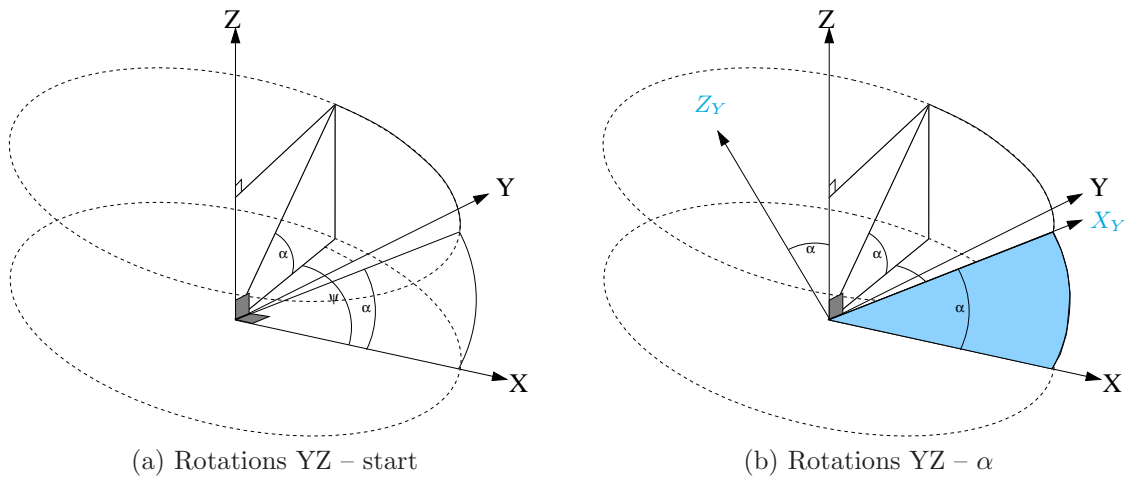 Z
Y
α
ψ
α
X
(a) Rotations YZ – start
Z
Z_Y
Y
X_Y
α
α
α
X
(b) Rotations YZ – α